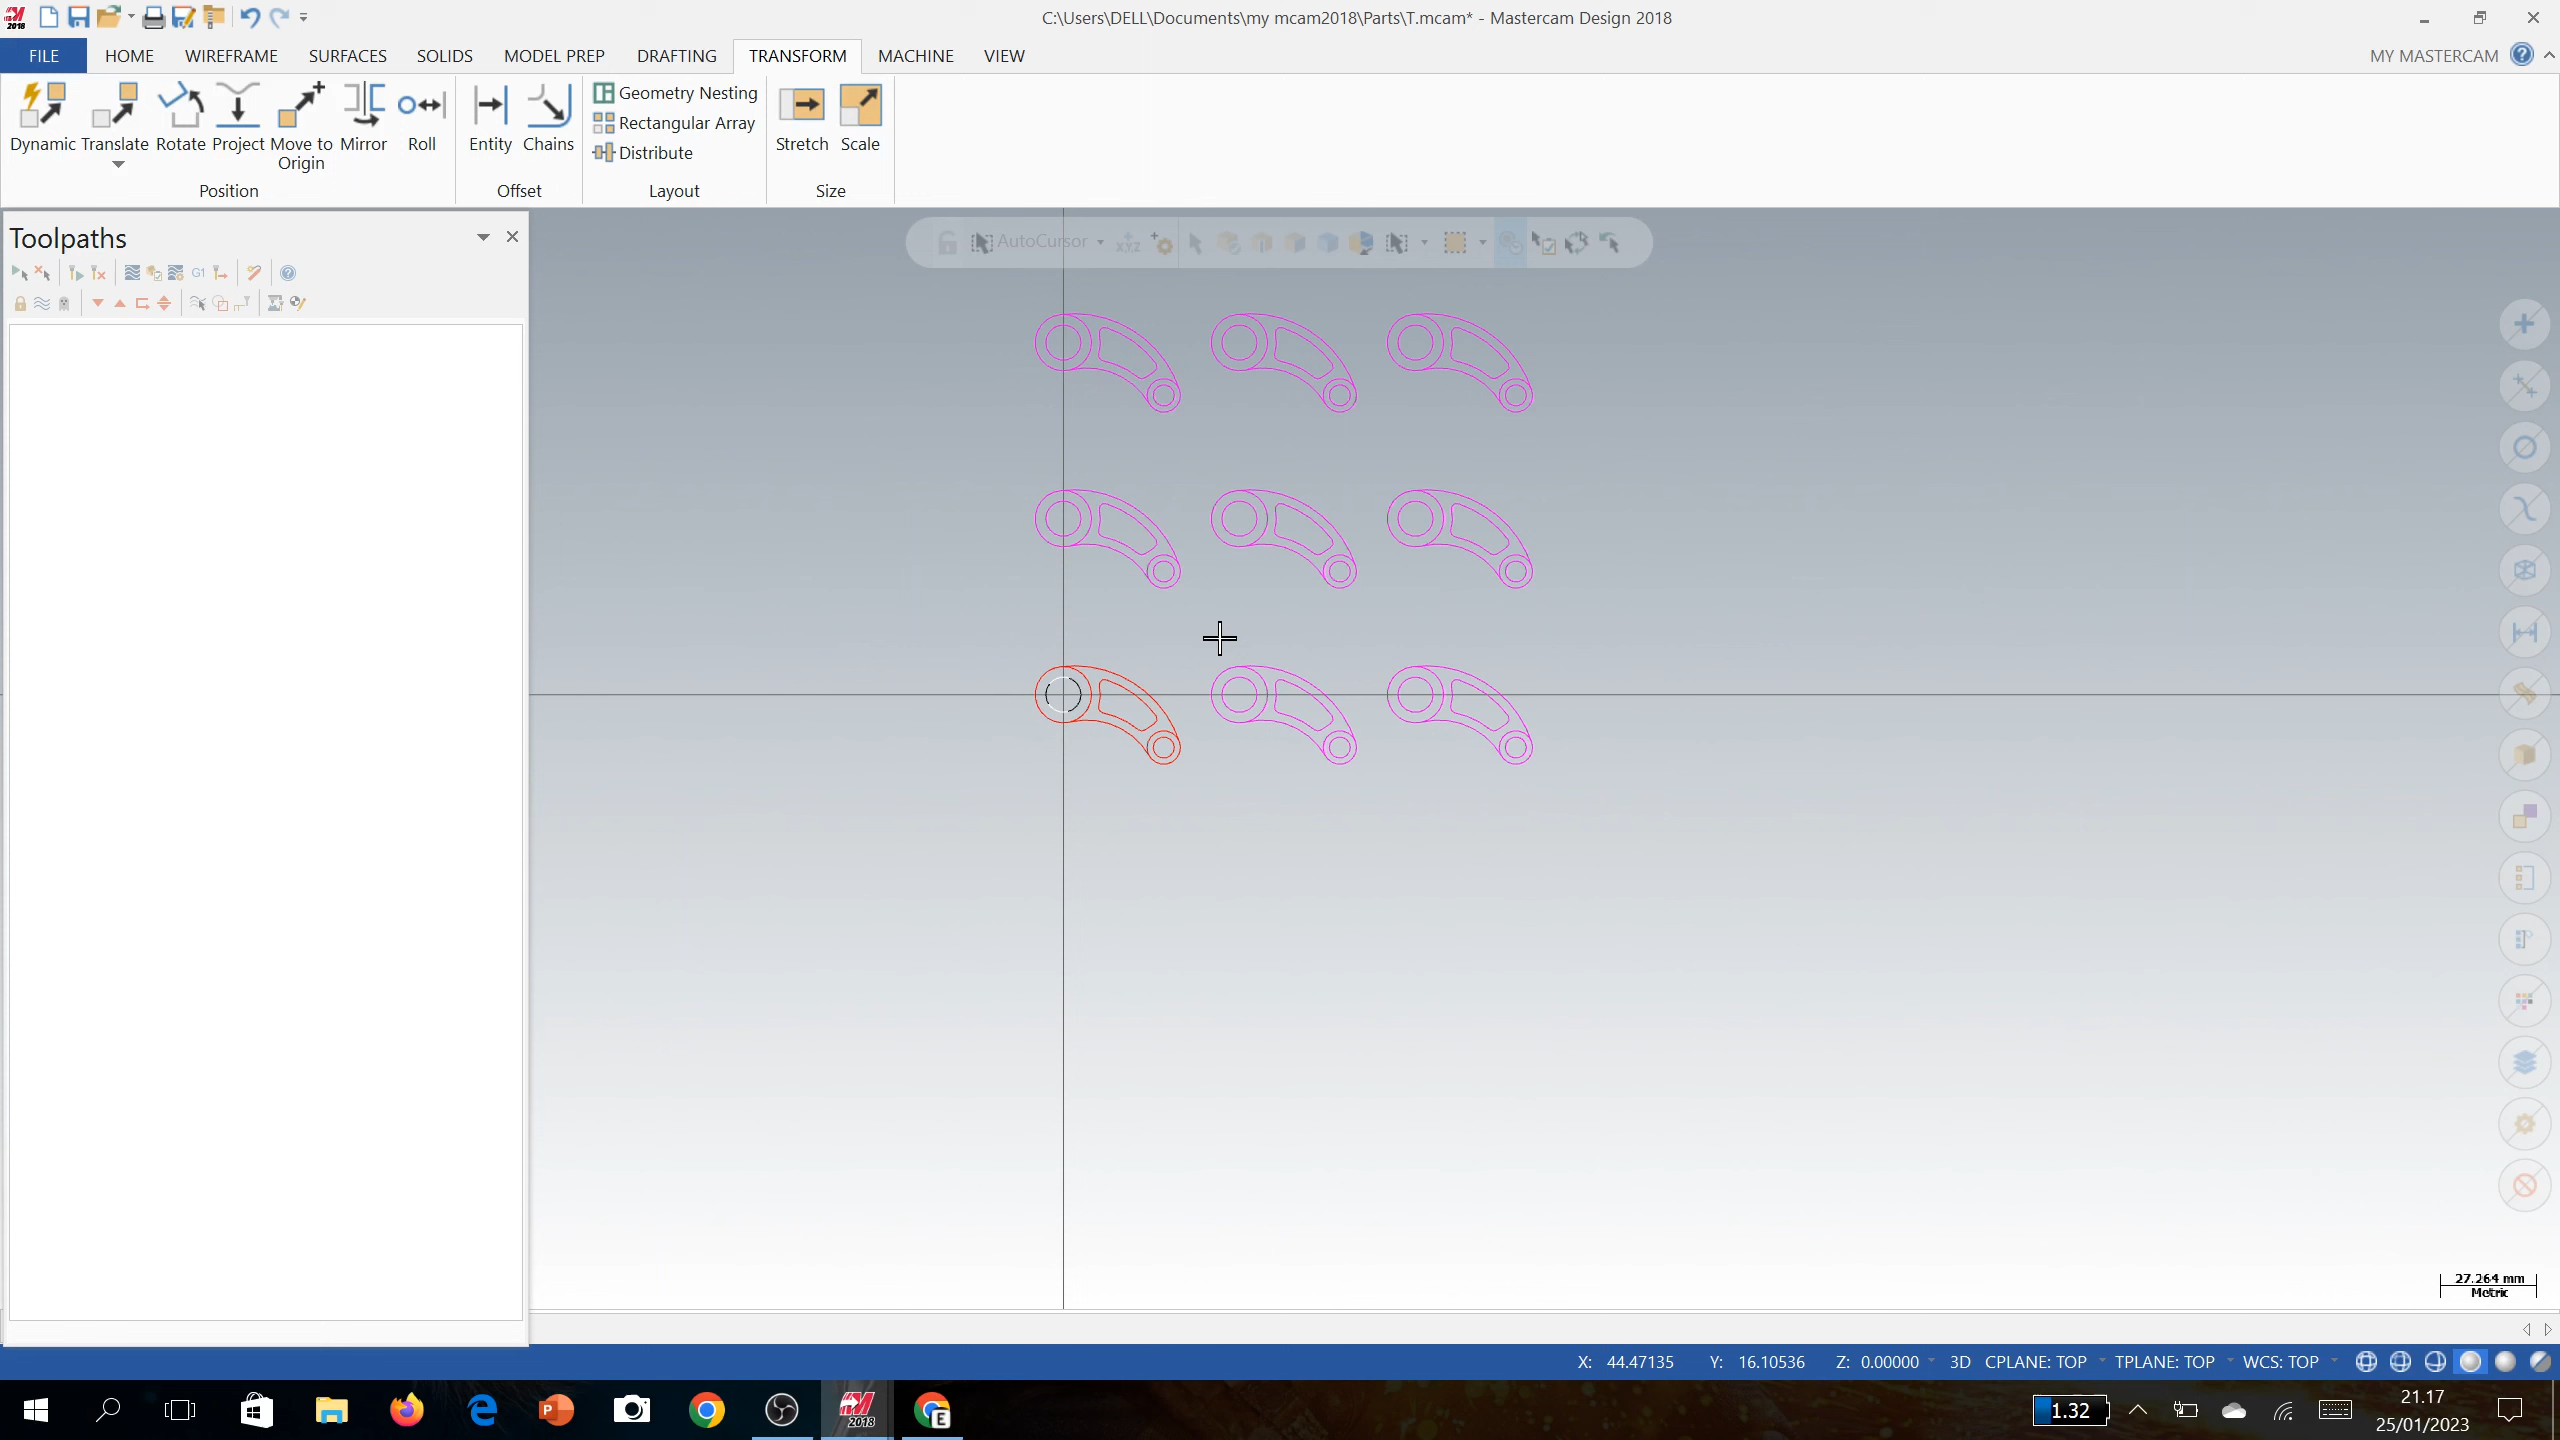 C:\Users\DELL\Documents\my mcam2018\Parts\T.mcam* - Mastercam Design 2018
FILE HOME WIREFRAME SURFACES SOLIDS MODEL PREP DRAFTING TRANSFORM MACHINE VIEW MY MASTERCAM
Dynamic Translate Rotate Project Move to Origin Mirror Roll
Position
Entity Chains
Offset
Geometry Nesting
Rectangular Array
Distribute
Layout
Stretch Scale
Size
Toolpaths
G1
AutoCursor
XYZ
27.264 mm
Metric
X: 44.47135 Y: 16.10536 Z: 0.00000 3D CPLANE: TOP TPLANE: TOP WCS: TOP
2018
1.32
21.17
25/01/2023